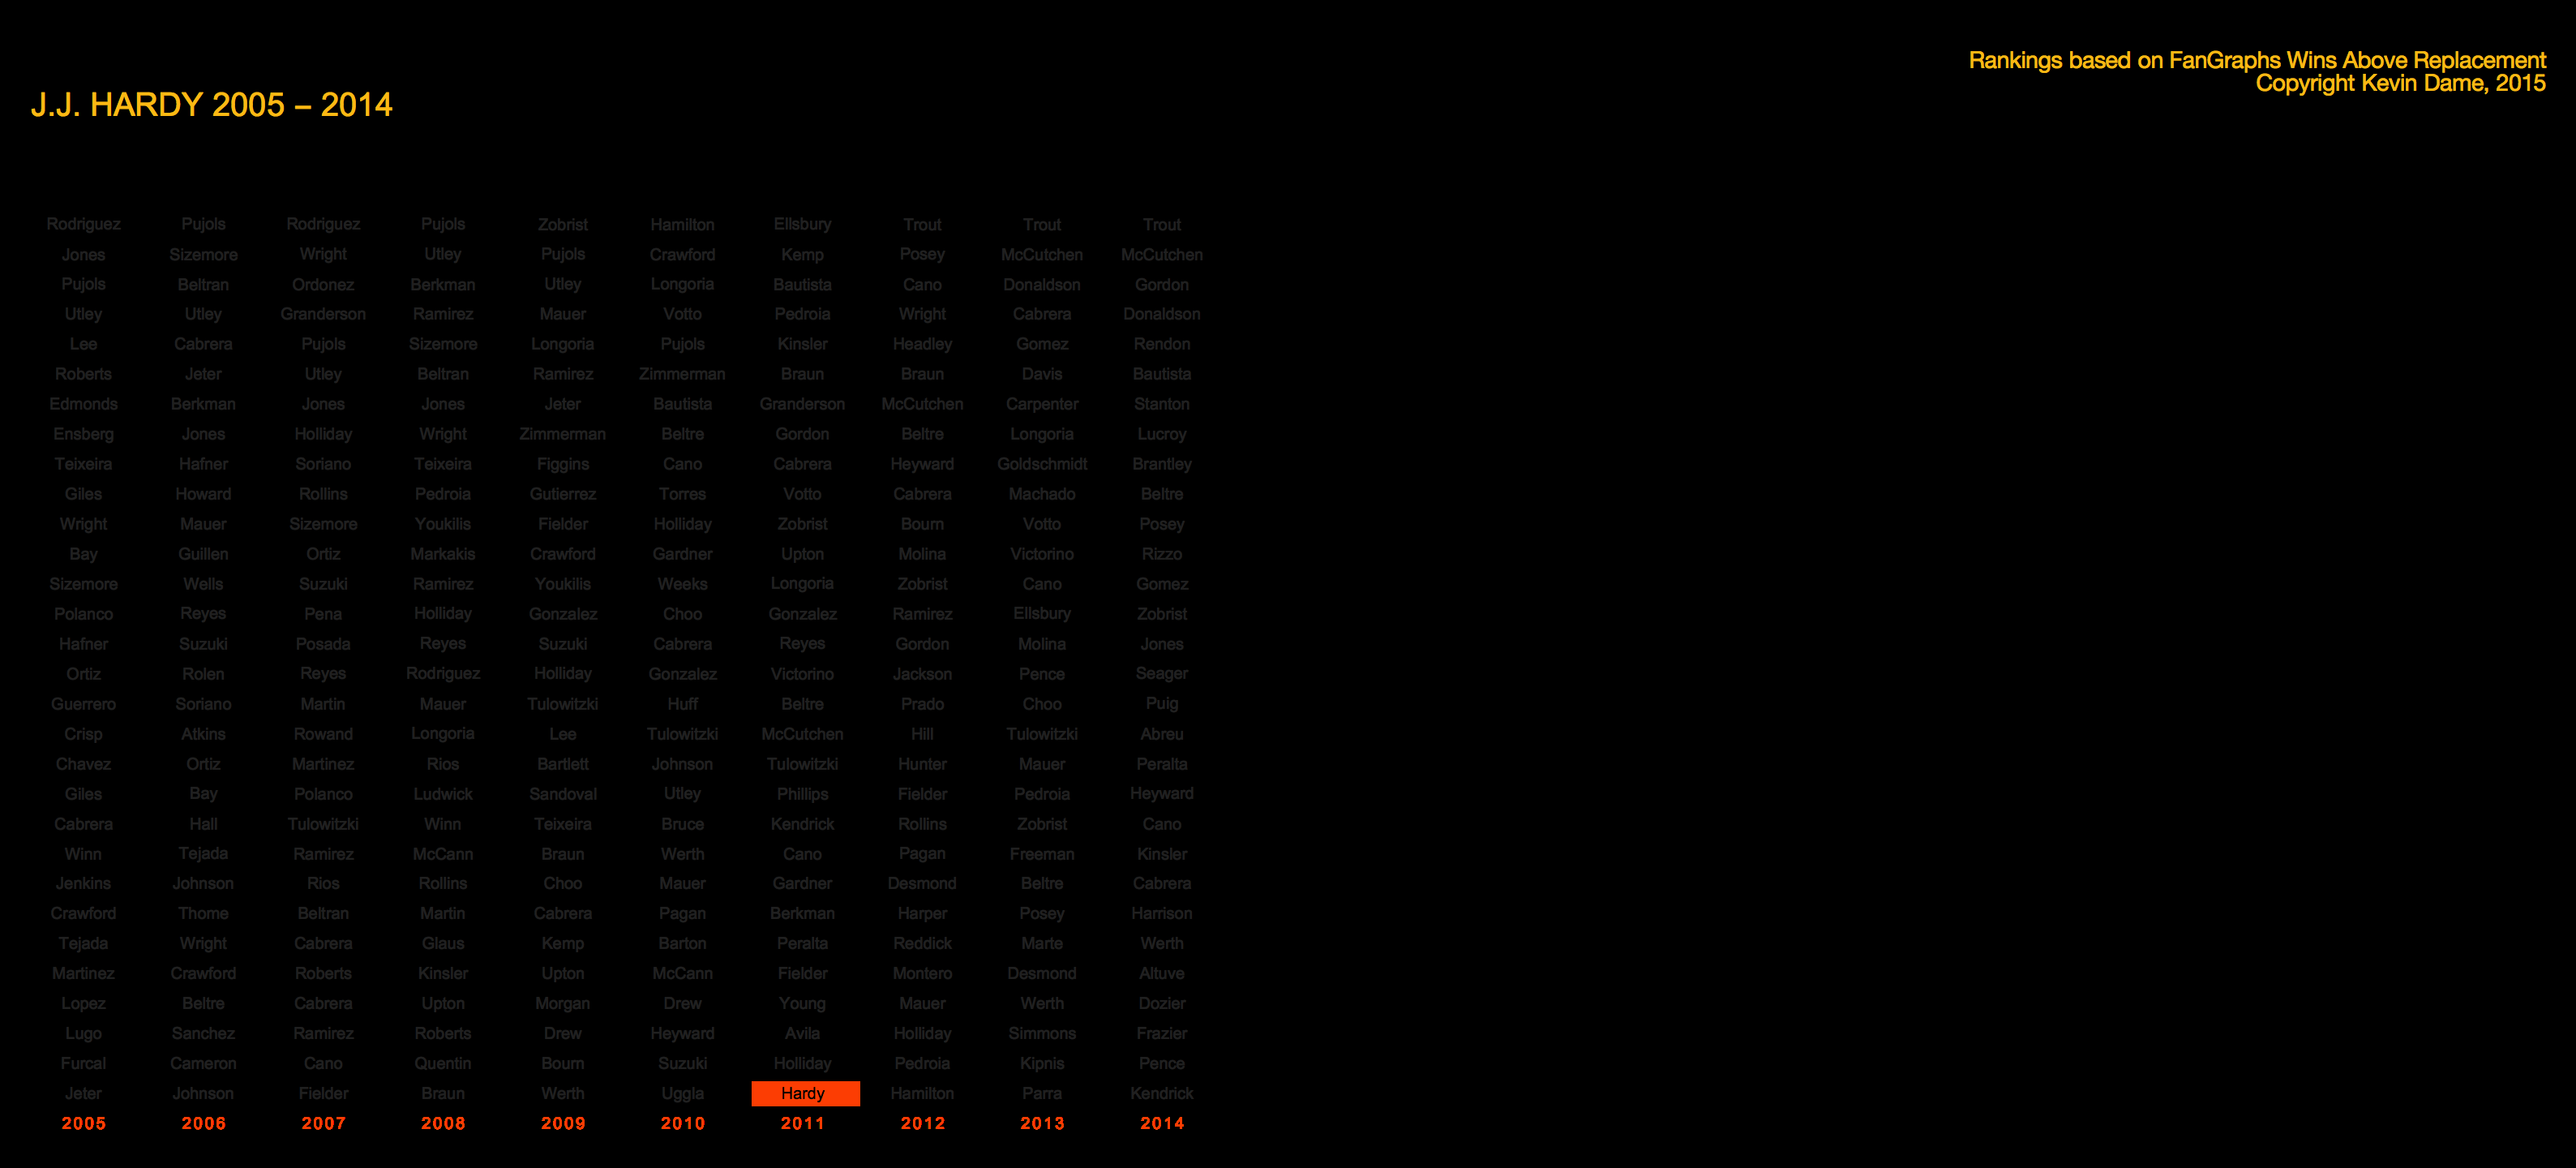 Rankings based on FanGraphs Wins Above Replacement
Copyright Kevin Dame, 2015
J.J. HARDY 2005 – 2014
Rodriguez Pujols Rodriguez Pujols Zobrist Hamilton Ellsbury Trout Trout Trout
Jones Sizemore Wright Utley Pujols Crawford Kemp Posey McCutchen McCutchen
Pujols Beltran Ordonez Berkman Utley Longoria Bautista Cano Donaldson Gordon
Utley Utley Granderson Ramirez Mauer Votto Pedroia Wright Cabrera Donaldson
Lee Cabrera Pujols Sizemore Longoria Pujols Kinsler Headley Gomez Rendon
Roberts Jeter Utley Beltran Ramirez Zimmerman Braun Braun Davis Bautista
Edmonds Berkman Jones Jones Jeter Bautista Granderson McCutchen Carpenter Stanton
Ensberg Jones Holliday Wright Zimmerman Beltre Gordon Beltre Longoria Lucroy
Teixeira Hafner Soriano Teixeira Figgins Cano Cabrera Heyward Goldschmidt Brantley
Giles Howard Rollins Pedroia Gutierrez Torres Votto Cabrera Machado Beltre
Wright Mauer Sizemore Youkilis Fielder Holliday Zobrist Bourn Votto Posey
Bay Guillen Ortiz Markakis Crawford Gardner Upton Molina Victorino Rizzo
Sizemore Wells Suzuki Ramirez Youkilis Weeks Longoria Zobrist Cano Gomez
Polanco Reyes Pena Holliday Gonzalez Choo Gonzalez Ramirez Ellsbury Zobrist
Hafner Suzuki Posada Reyes Suzuki Cabrera Reyes Gordon Molina Jones
Ortiz Rolen Reyes Rodriguez Holliday Gonzalez Victorino Jackson Pence Seager
Guerrero Soriano Martin Mauer Tulowitzki Huff Beltre Prado Choo Puig
Crisp Atkins Rowand Longoria Lee Tulowitzki McCutchen Hill Tulowitzki Abreu
Chavez Ortiz Martinez Rios Bartlett Johnson Tulowitzki Hunter Mauer Peralta
Giles Bay Polanco Ludwick Sandoval Utley Phillips Fielder Pedroia Heyward
Cabrera Hall Tulowitzki Winn Teixeira Bruce Kendrick Rollins Zobrist Cano
Winn Tejada Ramirez McCann Braun Werth Cano Pagan Freeman Kinsler
Jenkins Johnson Rios Rollins Choo Mauer Gardner Desmond Beltre Cabrera
Crawford Thome Beltran Martin Cabrera Pagan Berkman Harper Posey Harrison
Tejada Wright Cabrera Glaus Kemp Barton Peralta Reddick Marte Werth
Martinez Crawford Roberts Kinsler Upton McCann Fielder Montero Desmond Altuve
Lopez Beltre Cabrera Upton Morgan Drew Young Mauer Werth Dozier
Lugo Sanchez Ramirez Roberts Drew Heyward Avila Holliday Simmons Frazier
Furcal Cameron Cano Quentin Bourn Suzuki Holliday Pedroia Kipnis Pence
Jeter Johnson Fielder Braun Werth Uggla Hardy Hamilton Parra Kendrick
2005 2006 2007 2008 2009 2010 2011 2012 2013 2014